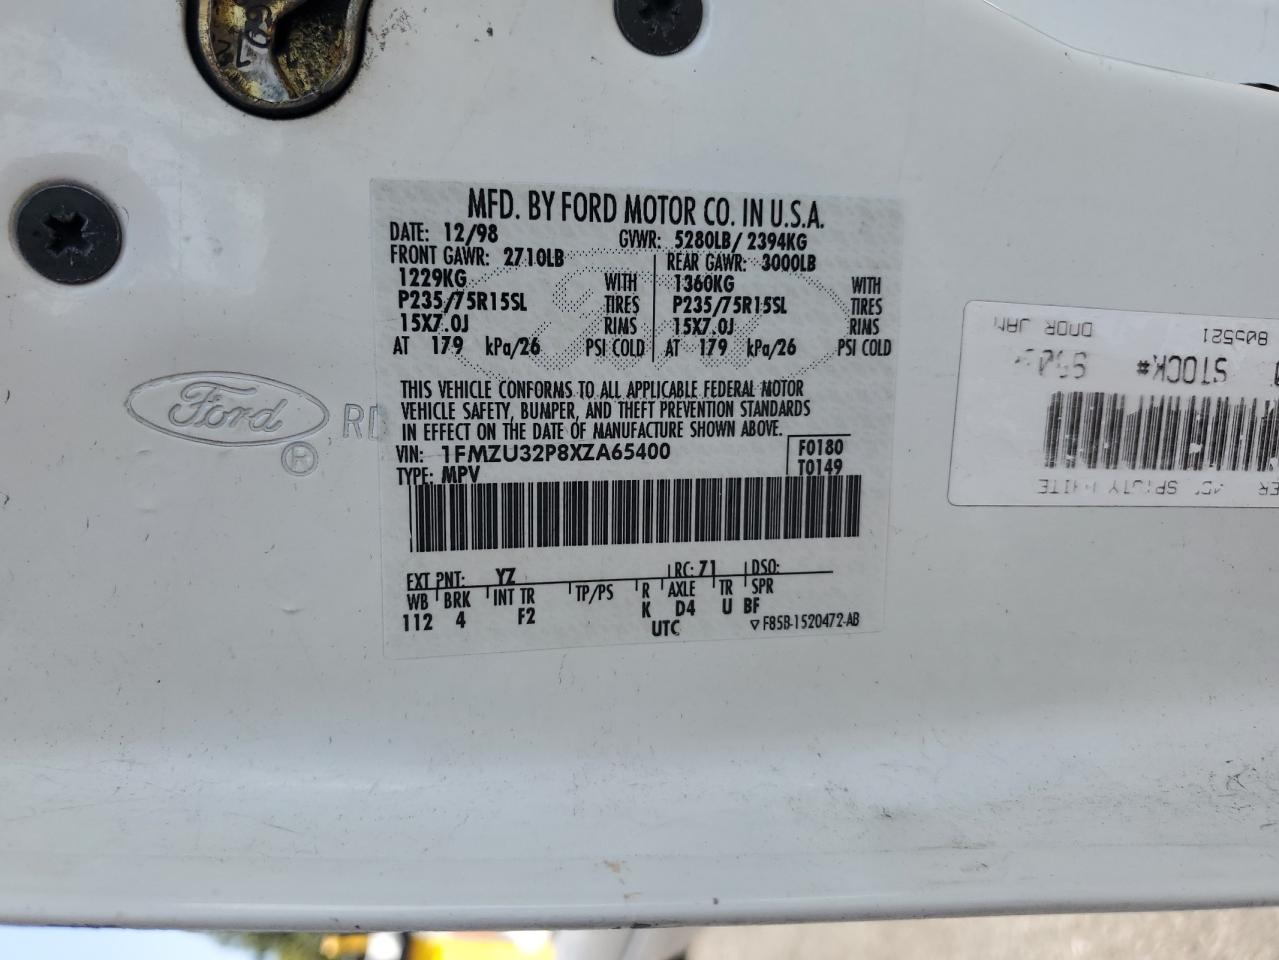 MFD. BY FORD MOTOR CO. IN U.S.A.
DATE: 12/98 GVWR: 5280LB/ 2394KG
FRONT GAWR: 2710LB REAR GAWR: 3000LB
1229KG WITH 1360KG WITH
P235/75R15SL TIRES P235/75R15SL TIRES
15X7.0J RIMS 15X7.0J RIMS
AT 179 kPa/26 PSI COLD AT 179 kPa/26 PSI COLD
THIS VEHICLE CONFORMS TO ALL APPLICABLE FEDERAL MOTOR
VEHICLE SAFETY, BUMPER, AND THEFT PREVENTION STANDARDS
IN EFFECT ON THE DATE OF MANUFACTURE SHOWN ABOVE.
VIN: 1FMZU32P8XZA65400 F0180
TYPE: MPV T0149
EXT PNT: YZ RC: 71 DSO:
WB BRK INT TR TP/PS R AXLE TR SPR
112 4 F2 K D4 U BF
UTC ▽ F85B-1520472-AB
Ford RD
®
DOOR JAM 805521
STOCK#
WHITE